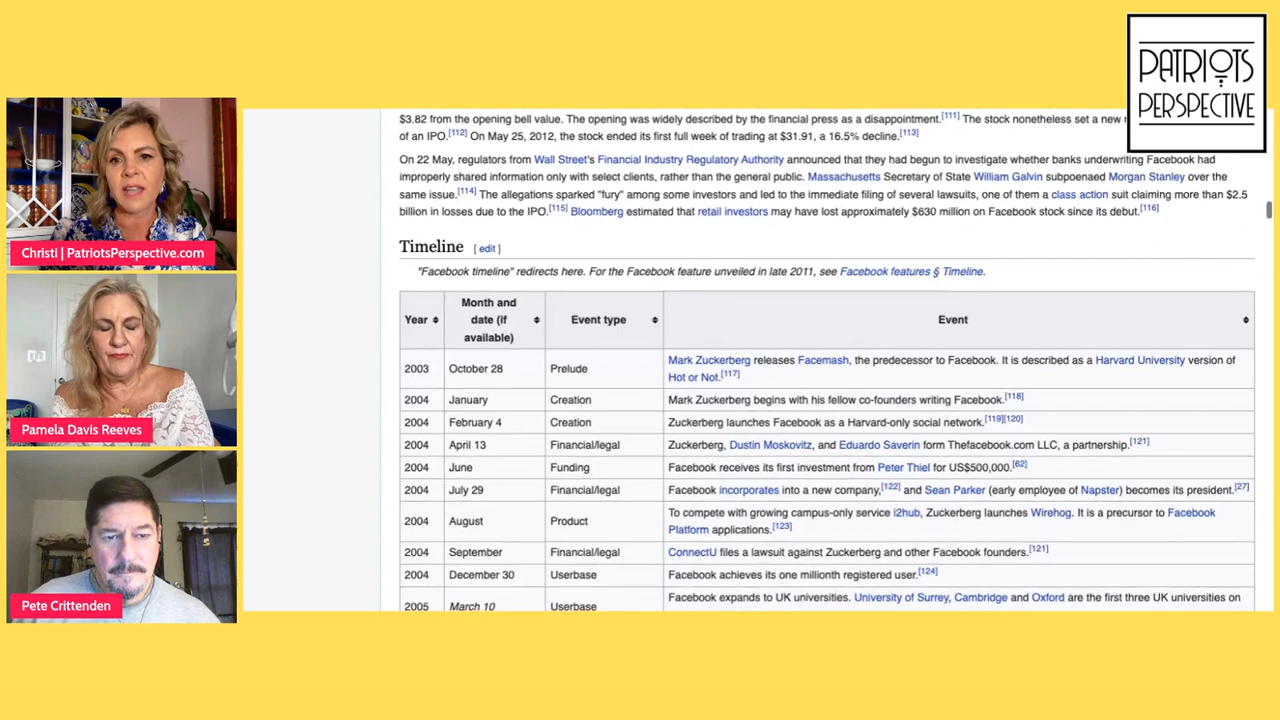 PATRIOTS
PERSPECTIVE
Christi | PatriotsPerspective.com
Pamela Davis Reeves
Pete Crittenden
$3.82 from the opening bell value. The opening was widely described by the financial press as a disappointment.[111] The stock nonetheless set a new r
of an IPO.[112] On May 25, 2012, the stock ended its first full week of trading at $31.91, a 16.5% decline.[113]
On 22 May, regulators from Wall Street's Financial Industry Regulatory Authority announced that they had begun to investigate whether banks underwriting Facebook had
improperly shared information only with select clients, rather than the general public. Massachusetts Secretary of State William Galvin subpoenaed Morgan Stanley over the
same issue.[114] The allegations sparked "fury" among some investors and led to the immediate filing of several lawsuits, one of them a class action suit claiming more than $2.5
billion in losses due to the IPO.[115] Bloomberg estimated that retail investors may have lost approximately $630 million on Facebook stock since its debut.[116]
Timeline [ edit ]
"Facebook timeline" redirects here. For the Facebook feature unveiled in late 2011, see Facebook features § Timeline.
Year Month and date (if available) Event type Event
2003 October 28 Prelude Mark Zuckerberg releases Facemash, the predecessor to Facebook. It is described as a Harvard University version of
Hot or Not.[117]
2004 January Creation Mark Zuckerberg begins with his fellow co-founders writing Facebook.[118]
2004 February 4 Creation Zuckerberg launches Facebook as a Harvard-only social network.[119][120]
2004 April 13 Financial/legal Zuckerberg, Dustin Moskovitz, and Eduardo Saverin form Thefacebook.com LLC, a partnership.[121]
2004 June Funding Facebook receives its first investment from Peter Thiel for US$500,000.[62]
2004 July 29 Financial/legal Facebook incorporates into a new company,[122] and Sean Parker (early employee of Napster) becomes its president.[27]
2004 August Product To compete with growing campus-only service i2hub, Zuckerberg launches Wirehog. It is a precursor to Facebook
Platform applications.[123]
2004 September Financial/legal ConnectU files a lawsuit against Zuckerberg and other Facebook founders.[121]
2004 December 30 Userbase Facebook achieves its one millionth registered user.[124]
2005 March 10 Userbase Facebook expands to UK universities. University of Surrey, Cambridge and Oxford are the first three UK universities on